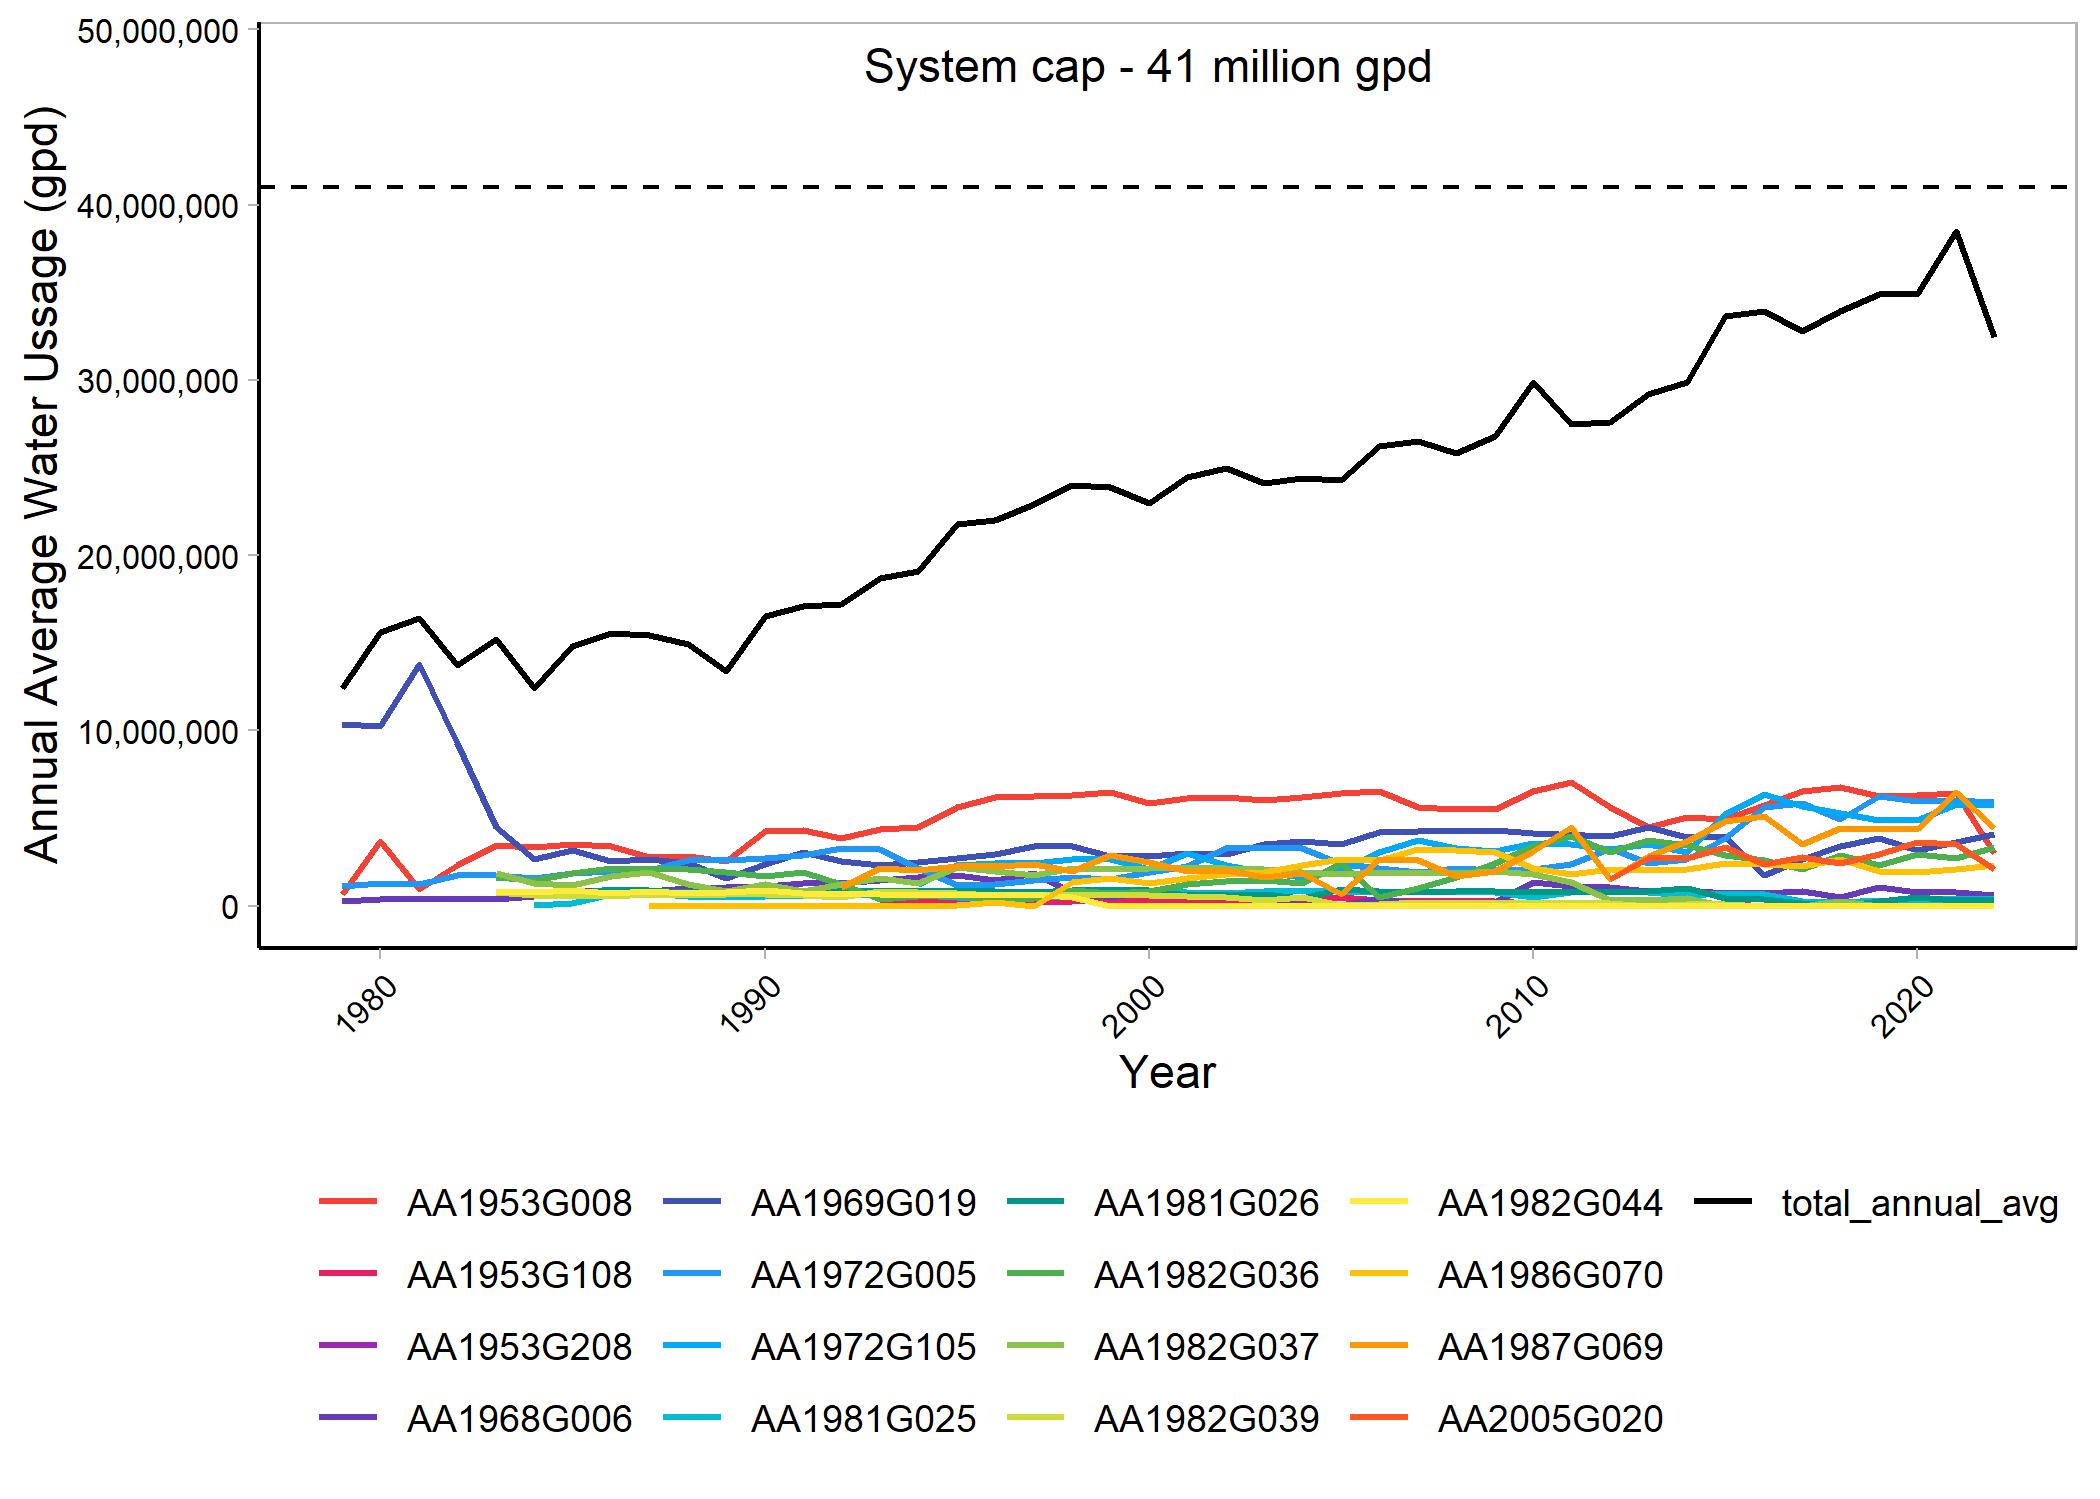 System cap - 41 million gpd
Annual Average Water Ussage (gpd)
50,000,000
40,000,000
30,000,000
20,000,000
10,000,000
0
1980
1990
2000
2010
2020
Year
AA1953G008
AA1969G019
AA1981G026
AA1982G044
total_annual_avg
AA1953G108
AA1972G005
AA1982G036
AA1986G070
AA1953G208
AA1972G105
AA1982G037
AA1987G069
AA1968G006
AA1981G025
AA1982G039
AA2005G020